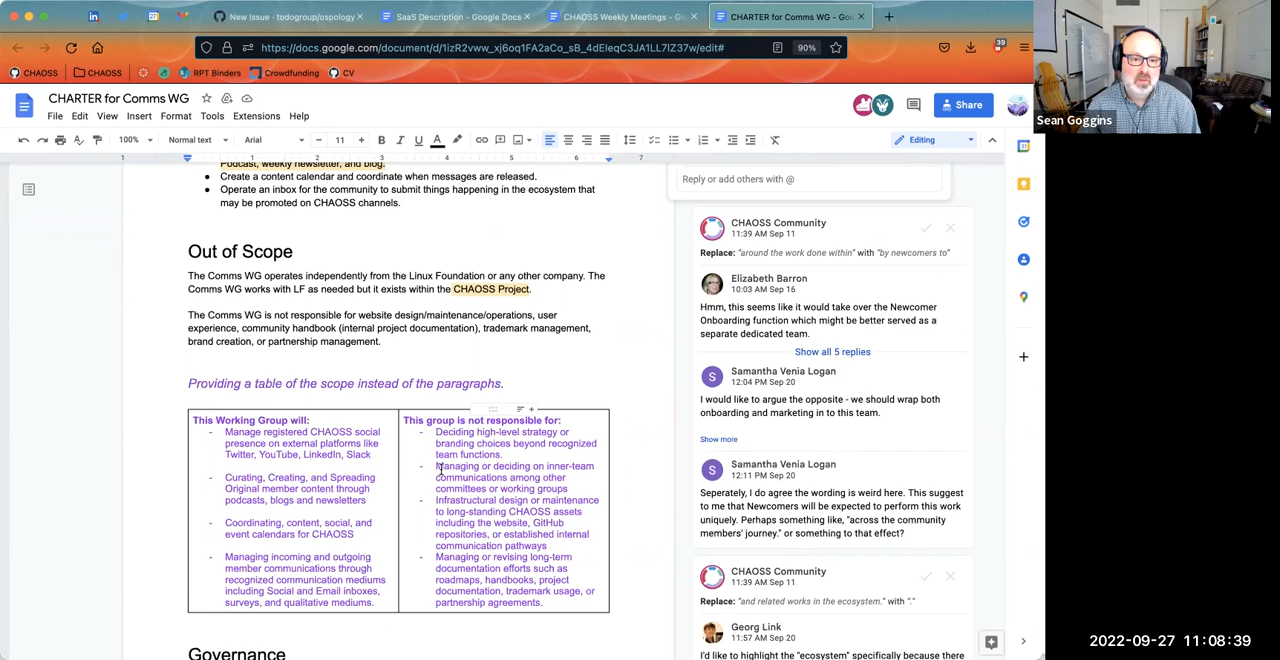 New Issue · todogroup/ospology
SaaS Description - Google Docs
CHAOSS Weekly Meetings - Go
CHARTER for Comms WG - Goo
https://docs.google.com/document/d/1izR2vww_xj6oq1FA2aCo_sB_4dEleqC3JA1LL7lZ37w/edit#
90%
39
CHAOSS
CHAOSS
RPT Binders
Crowdfunding
CV
CHARTER for Comms WG
File Edit View Insert Format Tools Extensions Help
Share
100%
Normal text
Arial
11
B I U A
Editing
1 1 2 3 4 5 6 7
Podcast, weekly newsletter, and blog.
● Create a content calendar and coordinate when messages are released.
● Operate an inbox for the community to submit things happening in the ecosystem that
may be promoted on CHAOSS channels.
Out of Scope
The Comms WG operates independently from the Linux Foundation or any other company. The
Comms WG works with LF as needed but it exists within the CHAOSS Project.
The Comms WG is not responsible for website design/maintenance/operations, user
experience, community handbook (internal project documentation), trademark management,
brand creation, or partnership management.
Providing a table of the scope instead of the paragraphs.
This Working Group will:
- Manage registered CHAOSS social
presence on external platforms like
Twitter, YouTube, LinkedIn, Slack
- Curating, Creating, and Spreading
Original member content through
podcasts, blogs and newsletters
- Coordinating, content, social, and
event calendars for CHAOSS
- Managing incoming and outgoing
member communications through
recognized communication mediums
including Social and Email inboxes,
surveys, and qualitative mediums.
This group is not responsible for:
- Deciding high-level strategy or
branding choices beyond recognized
team functions.
- Managing or deciding on inner-team
communications among other
committees or working groups
- Infrastructural design or maintenance
to long-standing CHAOSS assets
including the website, GitHub
repositories, or established internal
communication pathways
- Managing or revising long-term
documentation efforts such as
roadmaps, handbooks, project
documentation, trademark usage, or
partnership agreements.
Governance
Reply or add others with @
CHAOSS Community
11:39 AM Sep 11
Replace: "around the work done within" with "by newcomers to"
Elizabeth Barron
10:03 AM Sep 16
Hmm, this seems like it would take over the Newcomer
Onboarding function which might be better served as a
separate dedicated team.
Show all 5 replies
S
Samantha Venia Logan
12:04 PM Sep 20
I would like to argue the opposite - we should wrap both
onboarding and marketing in to this team.
Show more
S
Samantha Venia Logan
12:11 PM Sep 20
Seperately, I do agree the wording is weird here. This suggest
to me that Newcomers will be expected to perform this work
uniquely. Perhaps something like, "across the community
members' journey." or something to that effect?
CHAOSS Community
11:39 AM Sep 11
Replace: "and related works in the ecosystem." with "."
Georg Link
11:57 AM Sep 20
I'd like to highlight the "ecosystem" specifically because there
Sean Goggins
2022-09-27 11:08:39